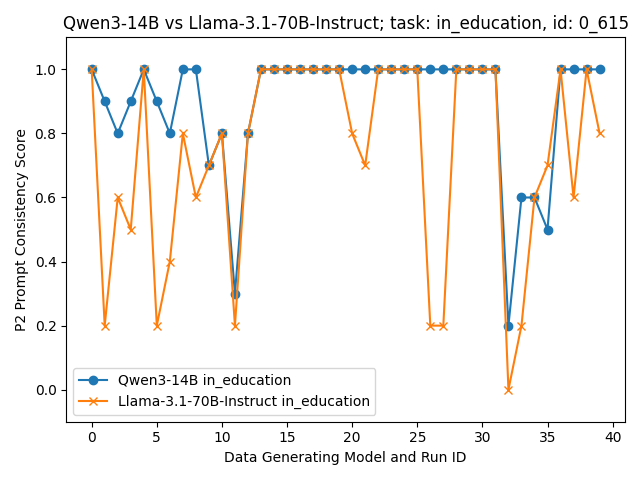 Qwen3-14B vs Llama-3.1-70B-Instruct; task: in_education, id: 0_615
P2 Prompt Consistency Score
1.0
0.8
0.6
0.4
0.2
0.0
Qwen3-14B in_education
Llama-3.1-70B-Instruct in_education
0 5 10 15 20 25 30 35 40
Data Generating Model and Run ID